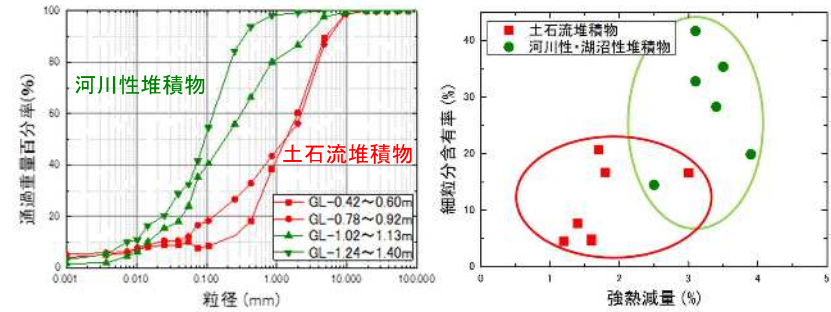 通過重量百分率(%)
100
80
60
40
20
0
0.001
0.010
0.100
1.000
10.000
100.000
粒径 (mm)
河川性堆積物
土石流堆積物
GL-0.42～0.60m
GL-0.78～0.92m
GL-1.02～1.13m
GL-1.24～1.40m
細粒分含有率 (%)
40
30
20
10
0
0
1
2
3
4
5
強熱減量 (%)
土石流堆積物
河川性・湖沼性堆積物